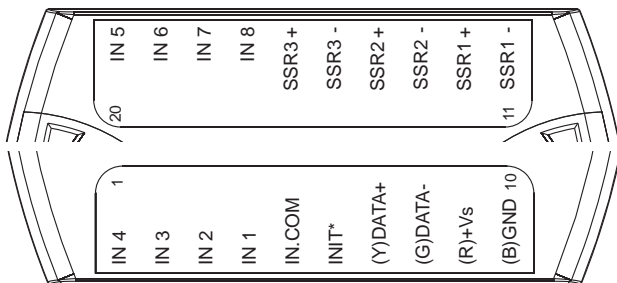 IN 5
IN 6
IN 7
IN 8
SSR3 +
SSR3 -
SSR2 +
SSR2 -
SSR1 +
SSR1 -
20
11
1
10
IN 4
IN 3
IN 2
IN 1
IN.COM
INIT*
(Y)DATA+
(G)DATA-
(R)+Vs
(B)GND